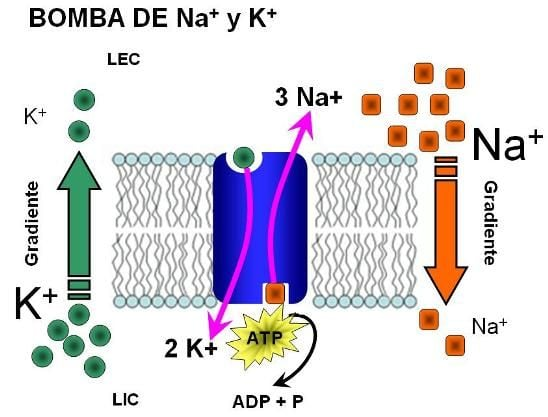 BOMBA DE Na⁺ y K⁺
LEC
K⁺
3 Na+
Na⁺
Gradiente
Gradiente
K⁺
Na⁺
2 K+
ATP
LIC
ADP + P